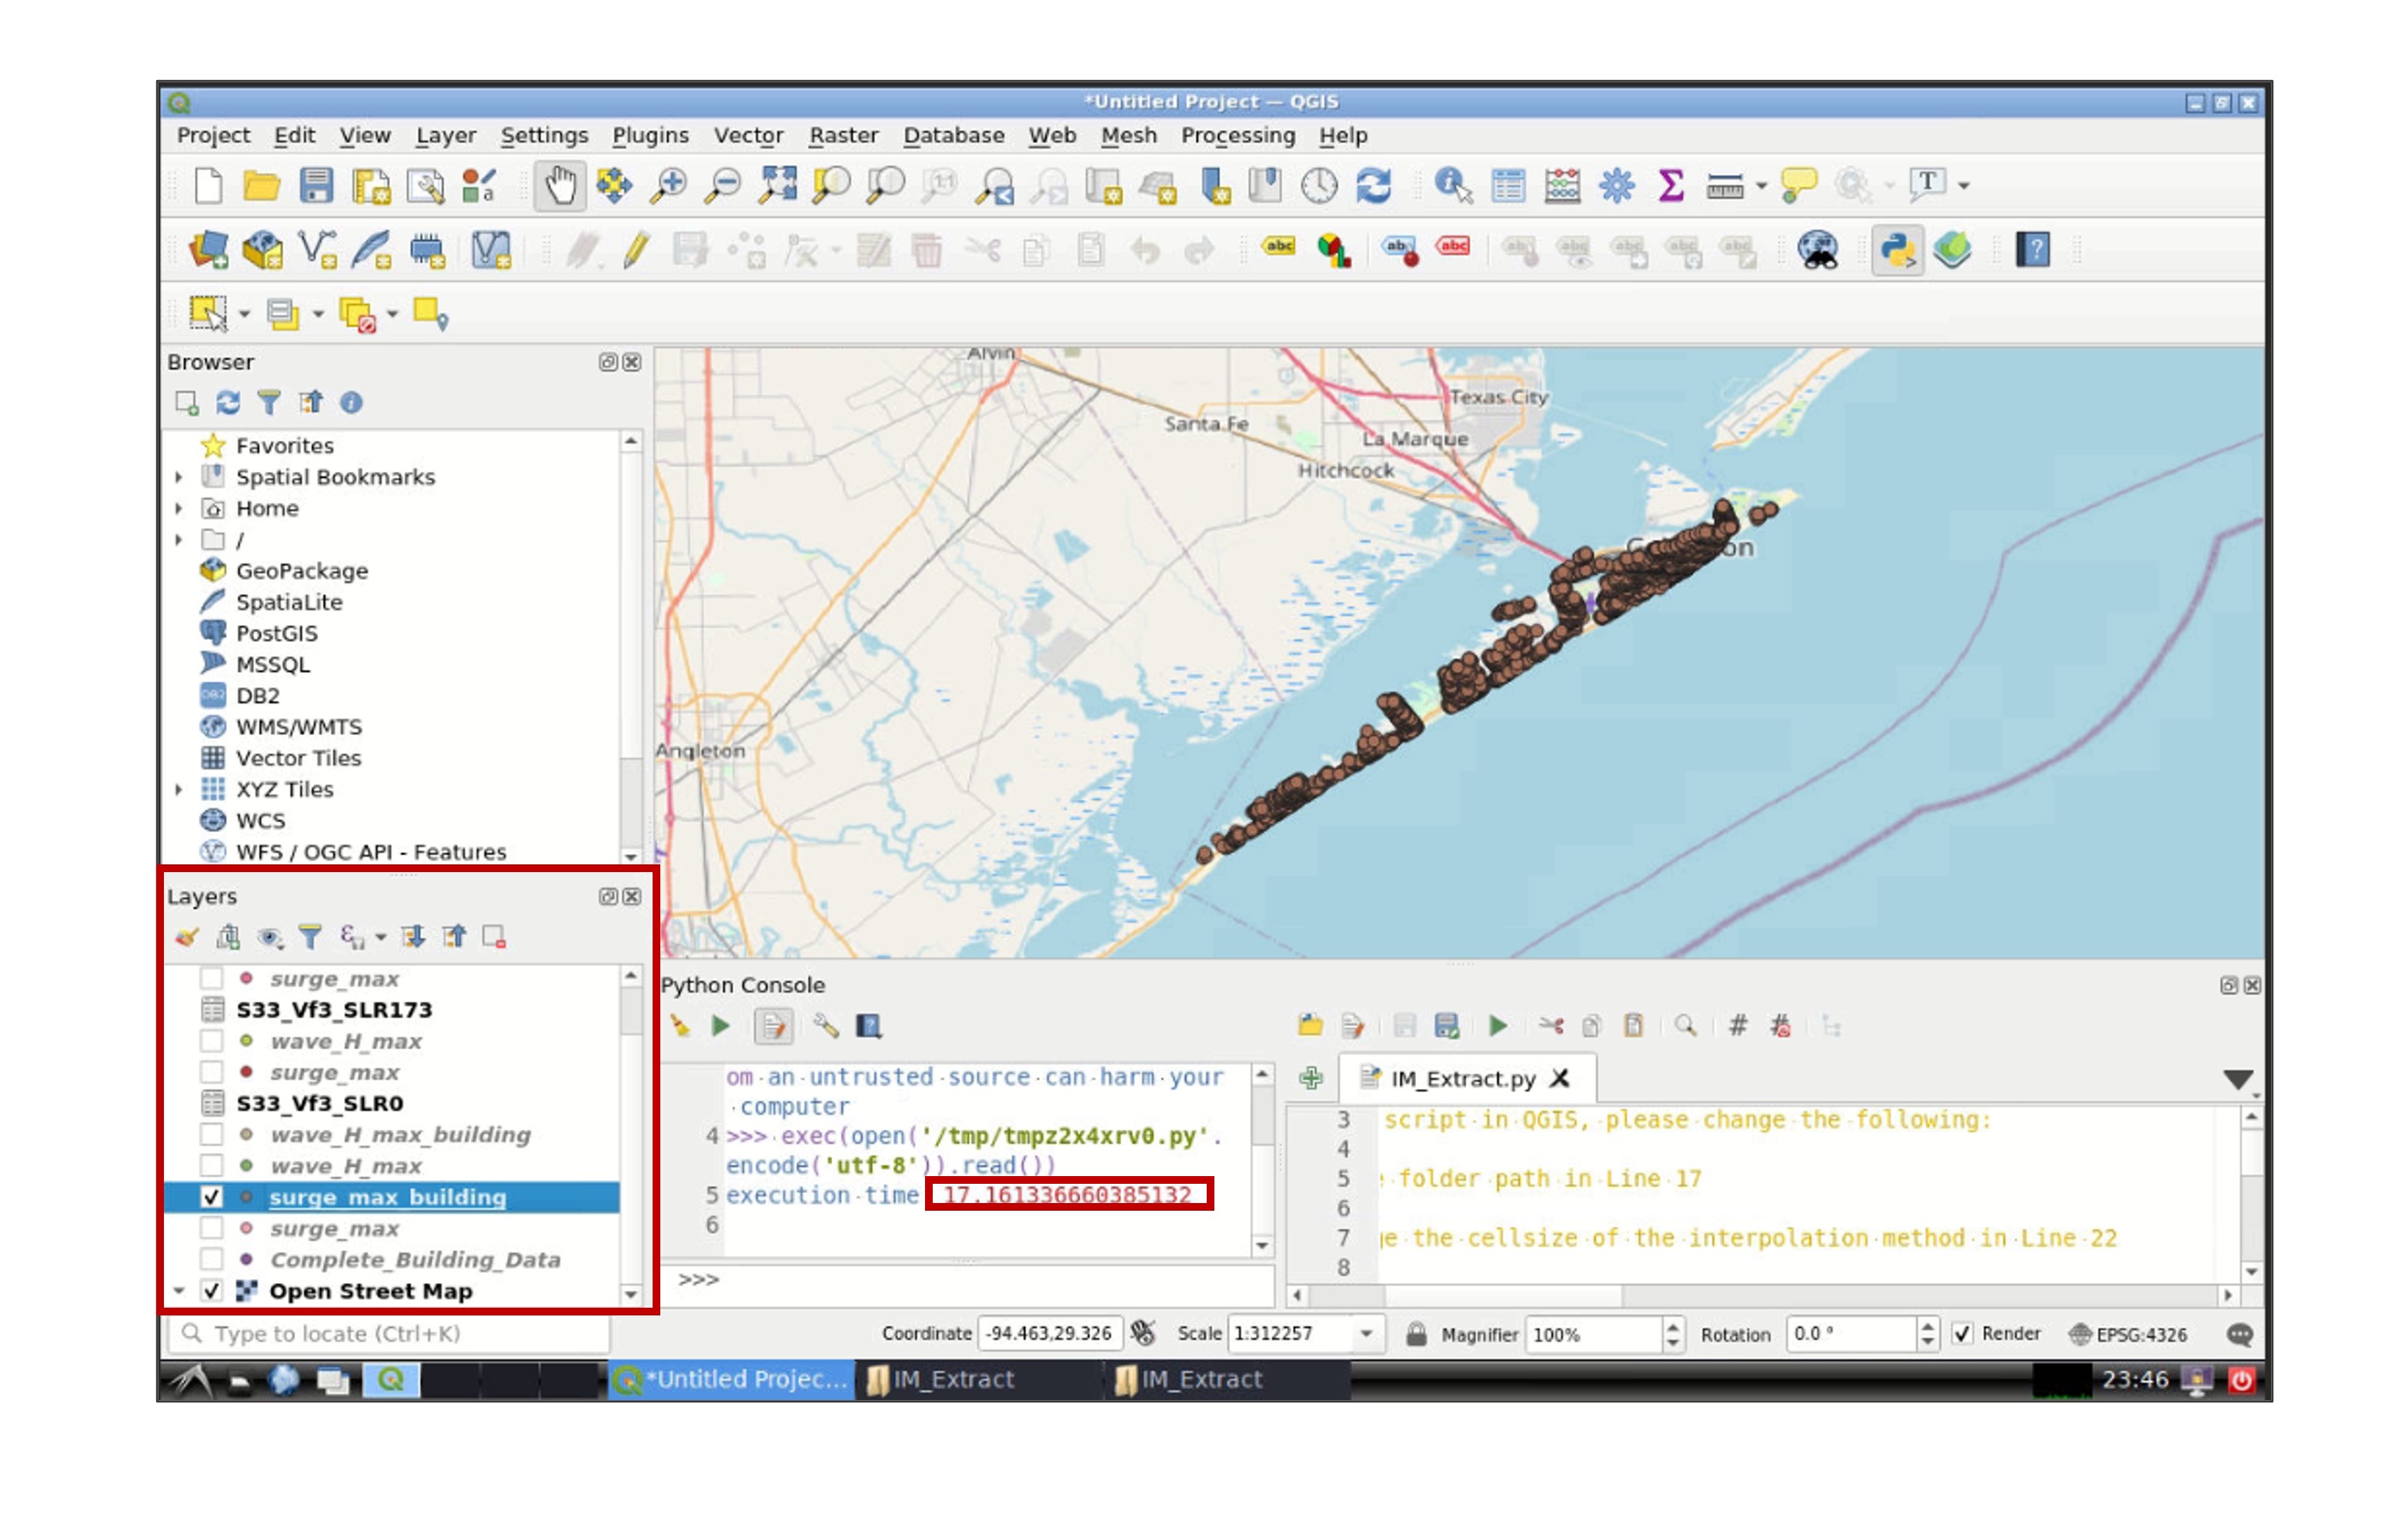 *Untitled Project — QGIS
Project Edit View Layer Settings Plugins Vector Raster Database Web Mesh Processing Help
Browser
Favorites
Spatial Bookmarks
Home
/
GeoPackage
SpatiaLite
PostGIS
MSSQL
DB2
WMS/WMTS
Vector Tiles
XYZ Tiles
WCS
WFS / OGC API - Features
Alvin
Texas City
Santa Fe
La Marque
Hitchcock
Angleton
Layers
surge_max
S33_Vf3_SLR173
wave_H_max
surge_max
S33_Vf3_SLR0
wave_H_max_building
wave_H_max
surge_max_building
surge_max
Complete_Building_Data
Open Street Map
Python Console
om an untrusted source can harm your
computer
4 >>> exec(open('/tmp/tmpz2x4xrv0.py'.
encode('utf-8')).read())
5 execution time 17.161336660385132
6
>>>
IM_Extract.py
3 script in QGIS, please change the following:
4
5 folder path in Line 17
6
7 e the cellsize of the interpolation method in Line 22
8
Type to locate (Ctrl+K)
Coordinate -94.463,29.326 Scale 1:312257 Magnifier 100% Rotation 0.0 ° Render EPSG:4326
*Untitled Projec... IM_Extract IM_Extract 23:46